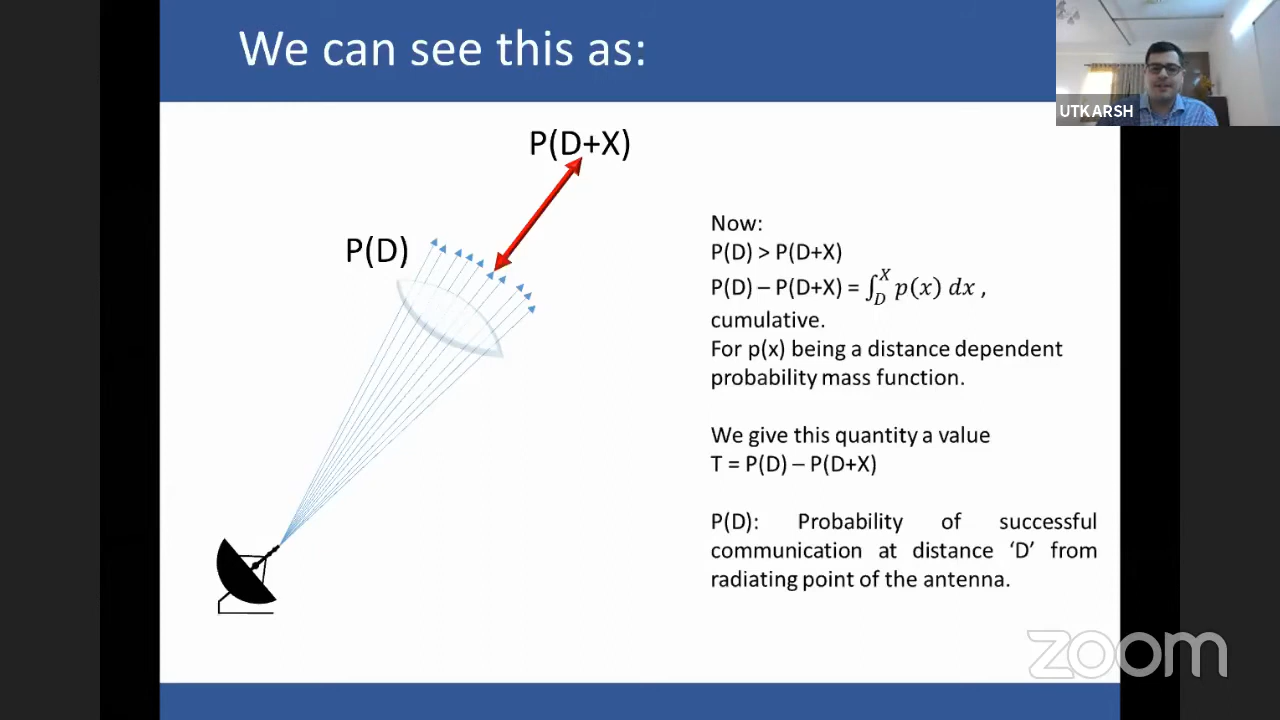 We can see this as:
UTKARSH
P(D+X)
P(D)
Now:
P(D) > P(D+X)
P(D) – P(D+X) = ∫_D^X p(x) dx ,
cumulative.
For p(x) being a distance dependent
probability mass function.
We give this quantity a value
T = P(D) – P(D+X)
P(D): Probability of successful
communication at distance ‘D’ from
radiating point of the antenna.
zoom